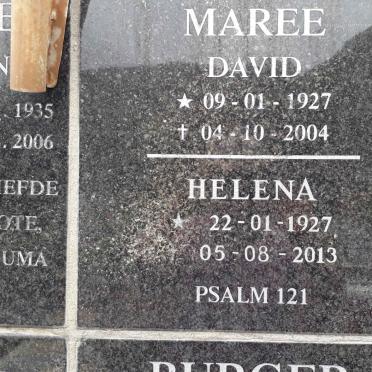 MAREE
DAVID
★ 09 - 01 - 1927
† 04 - 10 - 2004
HELENA
★ 22 - 01 - 1927
05 - 08 - 2013
PSALM 121
1935
2006
UMA
BURGER